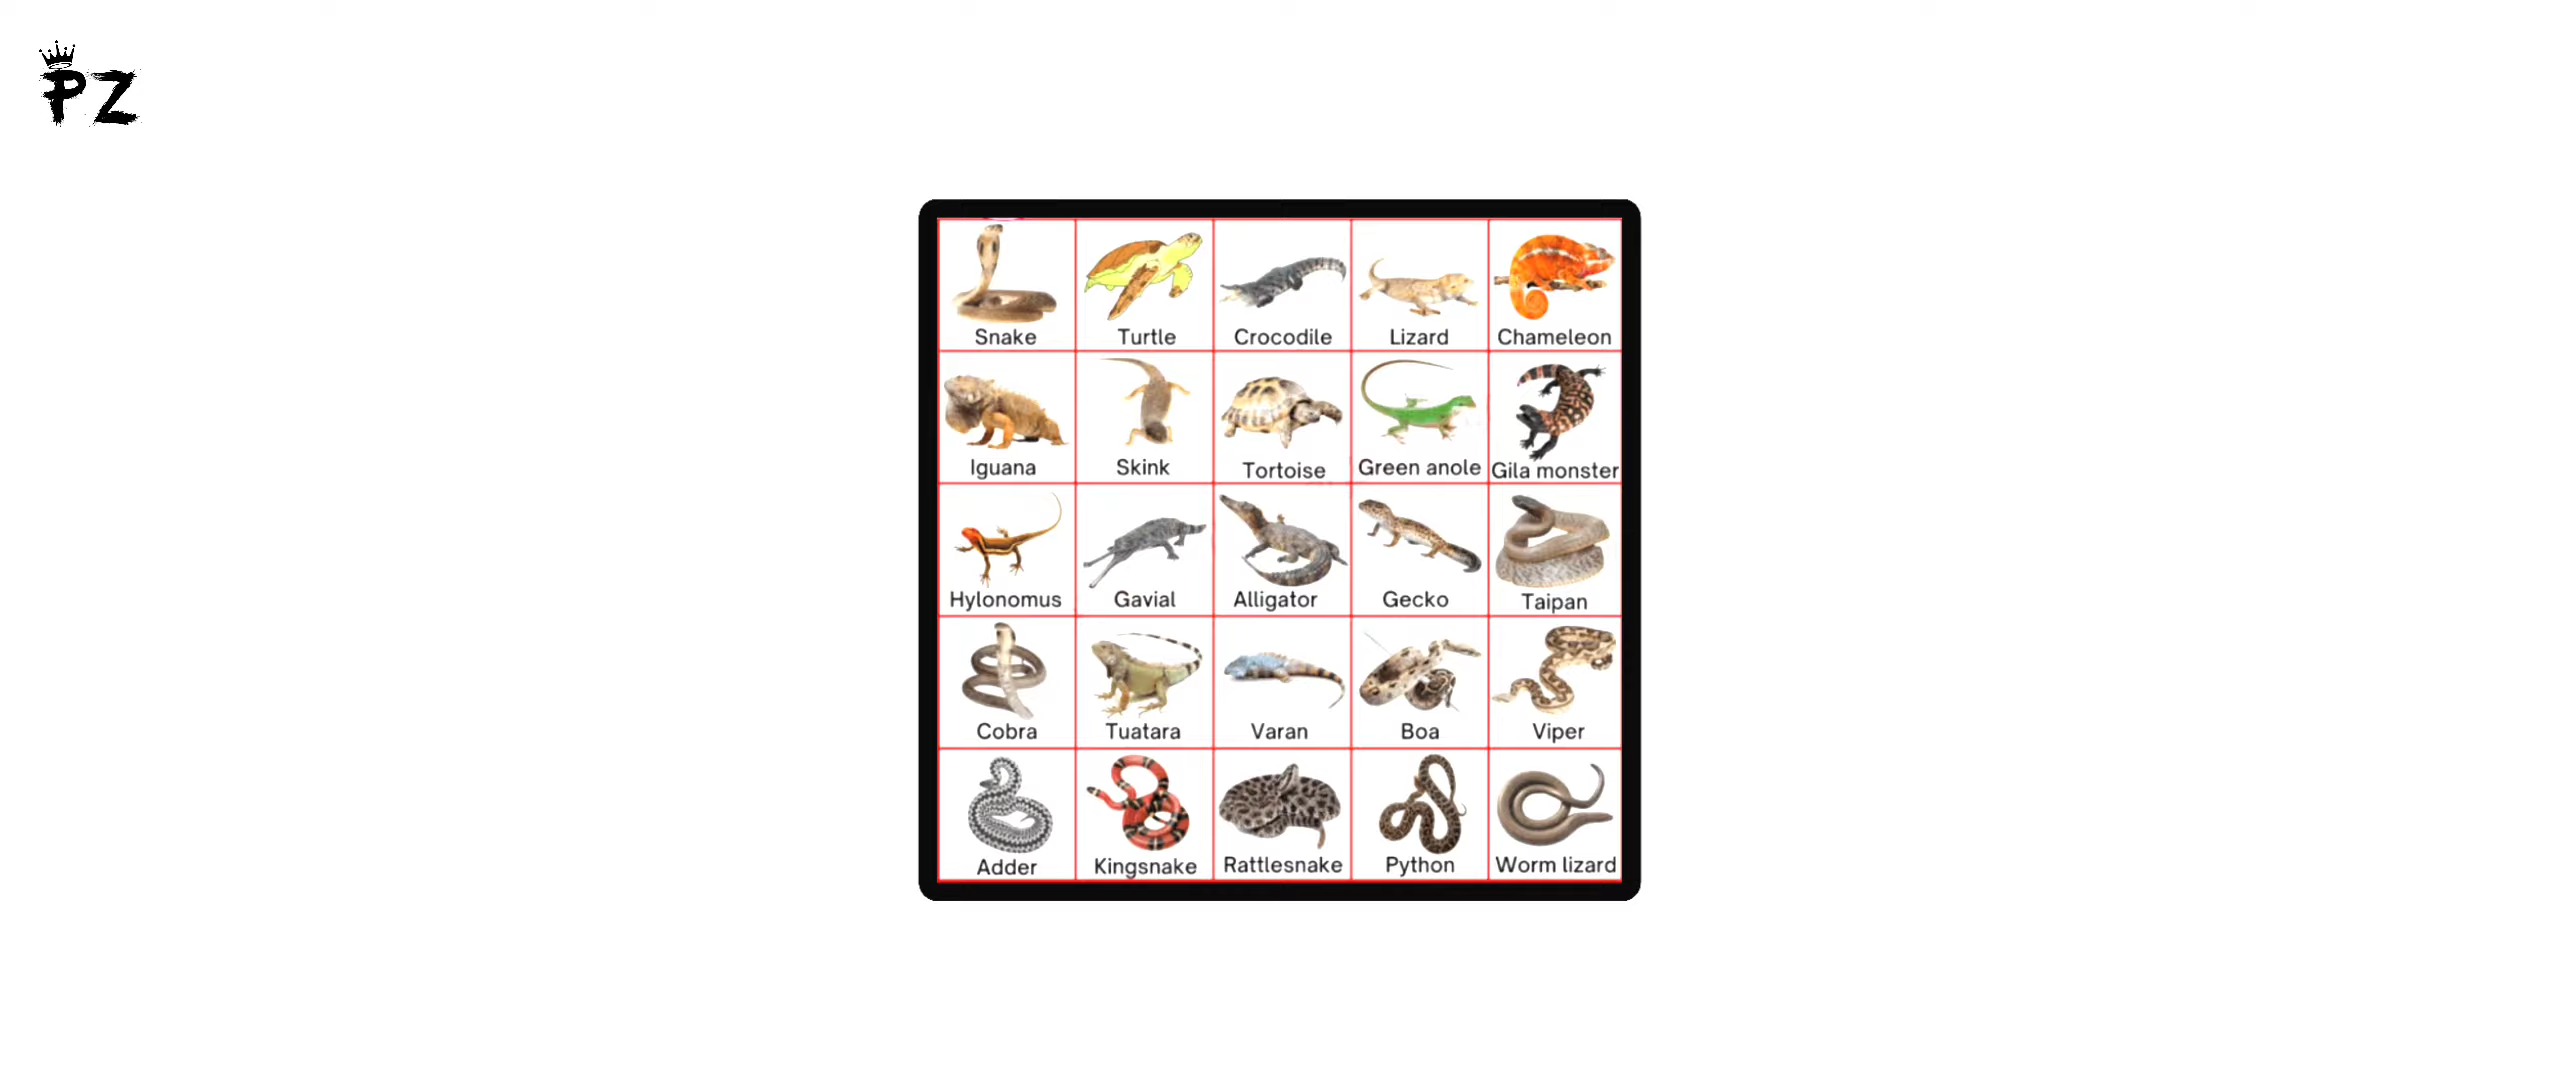 PZ
Snake Turtle Crocodile Lizard Chameleon
Iguana Skink Tortoise Green anole Gila monster
Hylonomus Gavial Alligator Gecko Taipan
Cobra Tuatara Varan Boa Viper
Adder Kingsnake Rattlesnake Python Worm lizard